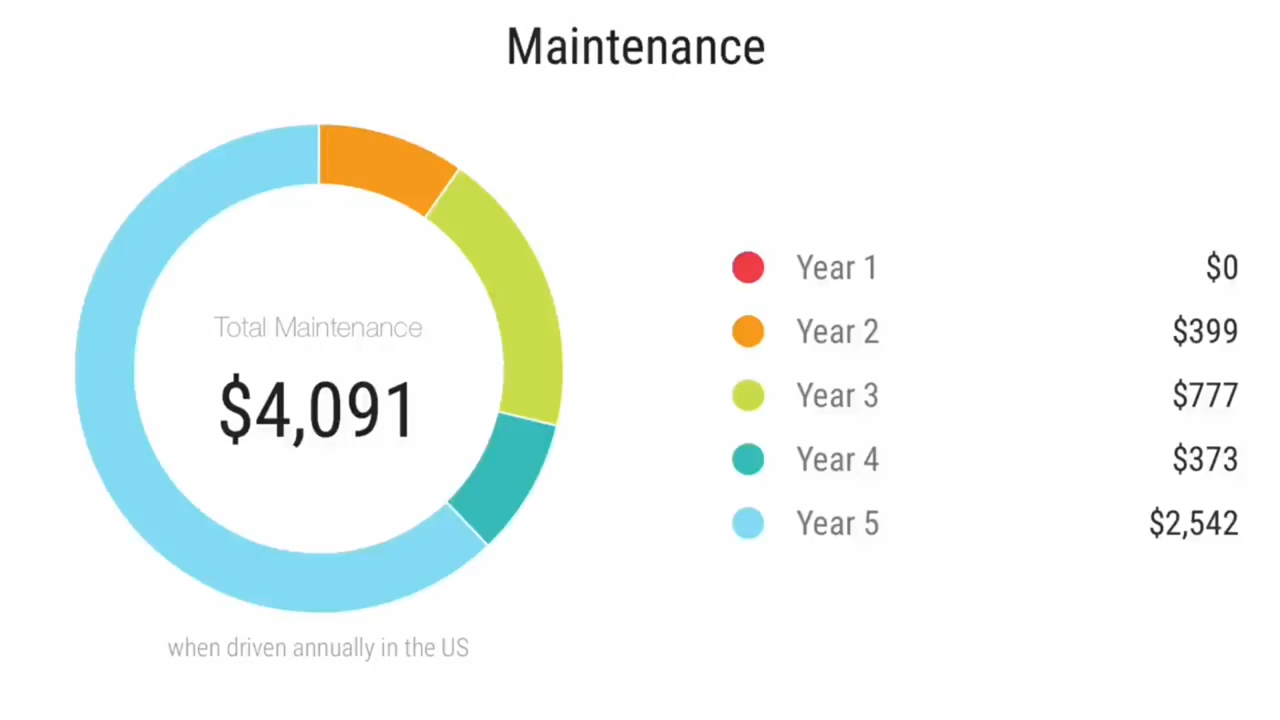 Maintenance
Total Maintenance
$4,091
when driven annually in the US
Year 1 $0
Year 2 $399
Year 3 $777
Year 4 $373
Year 5 $2,542